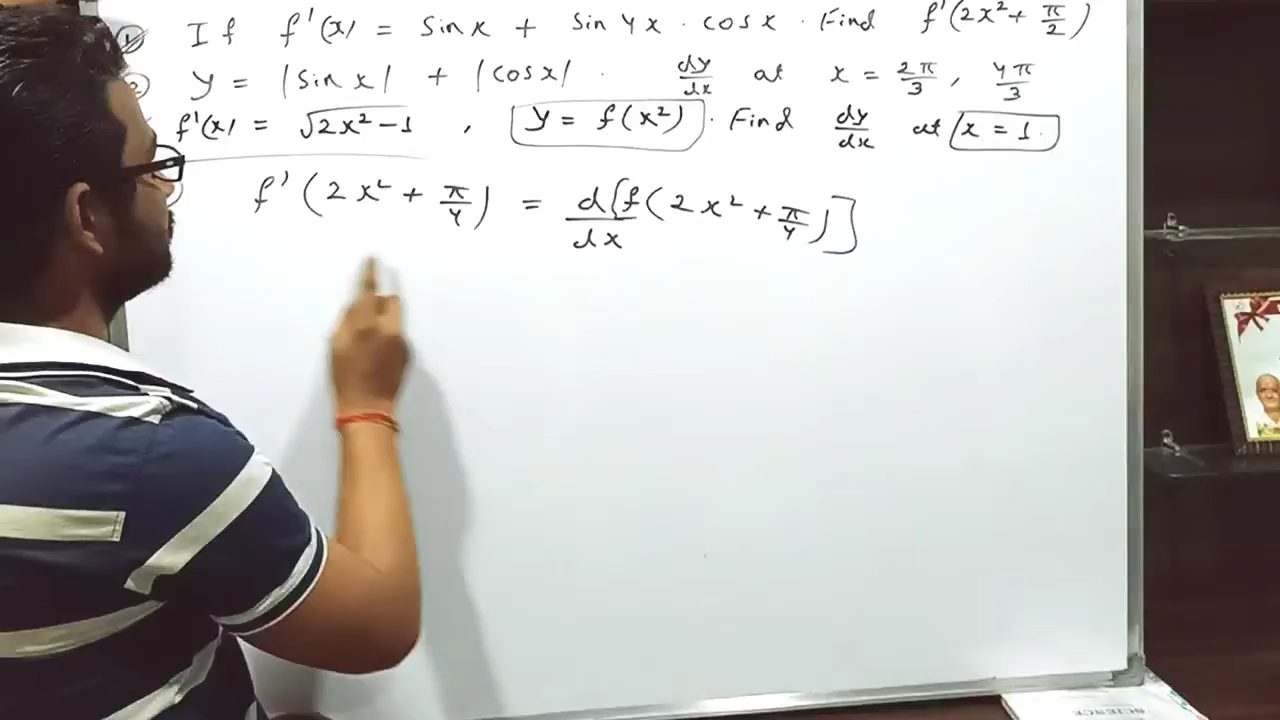 ① If f'(x) = sin x + sin 4x · cos x · Find f'(2x² + π/2)
y = |sin x| + |cos x| · dy/dx at x = 2π/3 , 4π/3
f'(x) = √2x²-1 , y = f(x²) · Find dy/dx at x = 1.
f'(2x² + π/4) = d/dx [f(2x² + π/4)]
SCIENCE